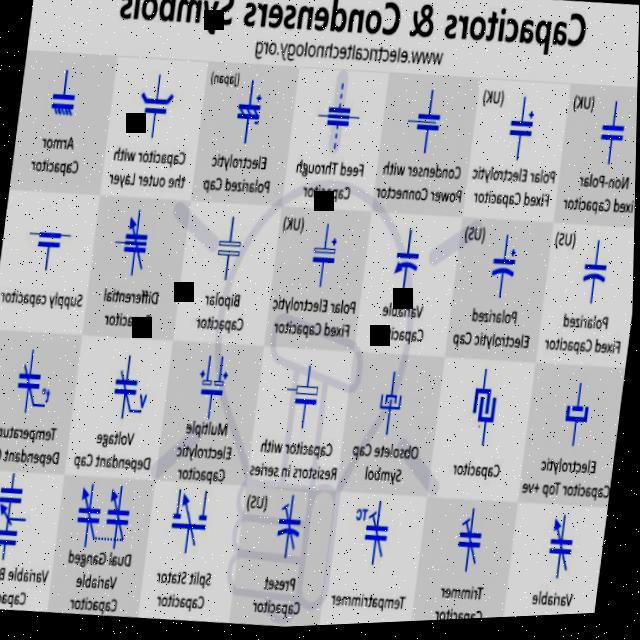 Capacitors & Condensers Symbols
www.electricaltechnology.org
(UK)
Non-Polar
Fixed Capacitor
(UK)
Polar Electrolytic
Fixed Capacitor
Condenser with
Power Connector
Feed Through
Capacitor
(Japan)
Electrolytic
Polarized Cap
Capacitor with
the outer Layer
Armor
Capacitor
(US)
Polarized
Fixed Capacitor
(US)
Polarized
Electrolytic Cap
Variable
Capacitor
(UK)
Polar Electrolytic
Fixed Capacitor
Bipolar
Capacitor
Differential
Capacitor
Supply capacitor
Electrolytic
Capacitor Top +ve
Capacitor
Obsolete Cap
Symbol
Capacitor with
Resistors in series
Multiple
Electrolytic
Capacitor
V
Voltage
Dependant Cap
t°
Temperature
Dependant
Variable
Trimmer
Capacitor
TC
Tempatrimmer
(US)
Preset
Capacitor
Split Stator
Capacitor
Dual-Ganged
Variable
Capacitor
Variable